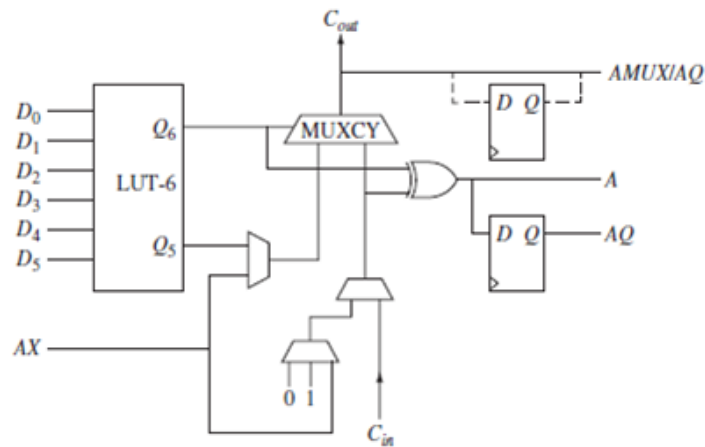 C_out
AMUX/AQ
D Q
D_0
D_1
D_2
D_3
D_4
D_5
Q_6
LUT-6
Q_5
MUXCY
A
D Q
AQ
AX
0 1
C_in